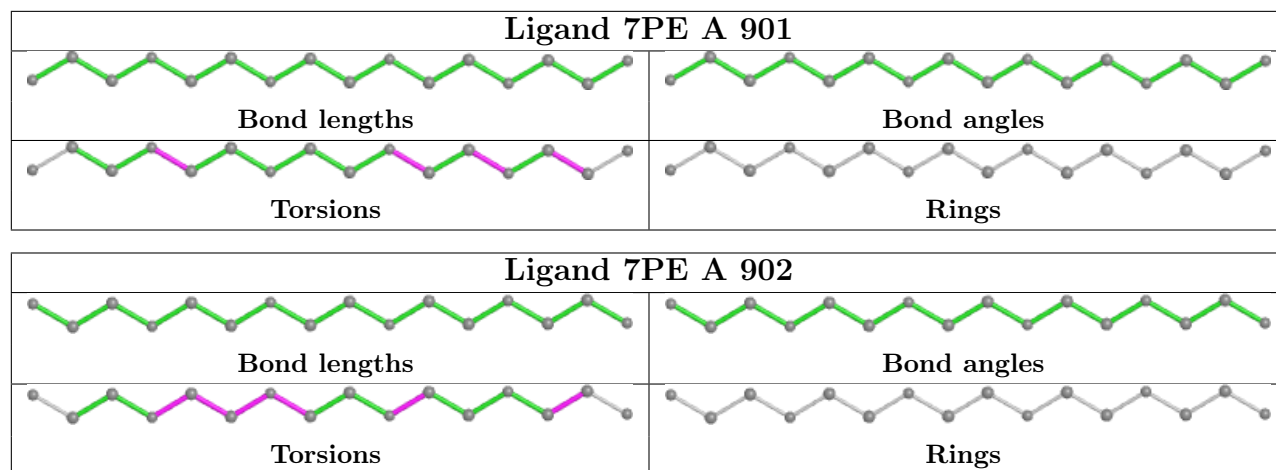 Ligand 7PE A 901
Bond lengths
Bond angles
Torsions
Rings
Ligand 7PE A 902
Bond lengths
Bond angles
Torsions
Rings